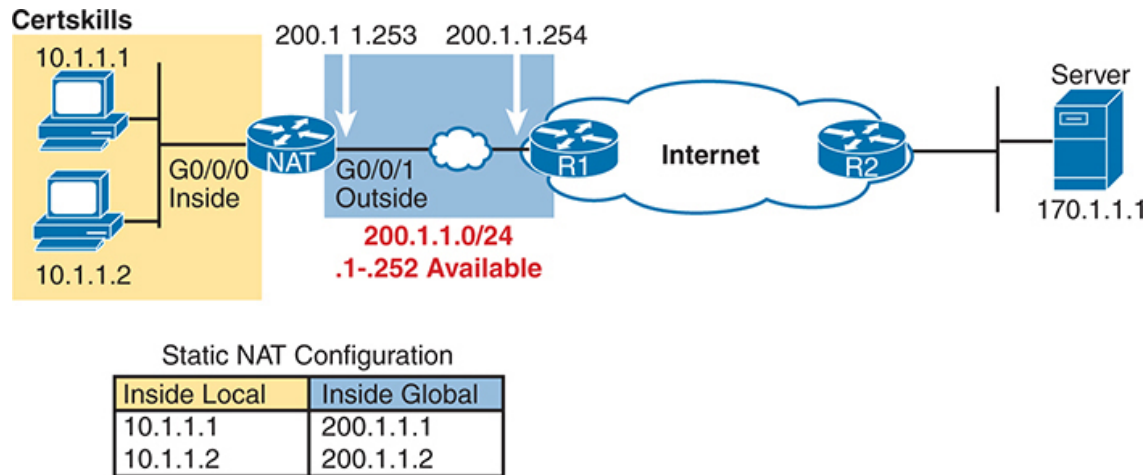 Certskills
10.1.1.1
200.1 1.253
200.1.1.254
Server
G0/0/0
Inside
NAT
G0/0/1
Outside
R1
Internet
R2
170.1.1.1
10.1.1.2
200.1.1.0/24
.1-.252 Available
Static NAT Configuration
Inside Local Inside Global
10.1.1.1 200.1.1.1
10.1.1.2 200.1.1.2